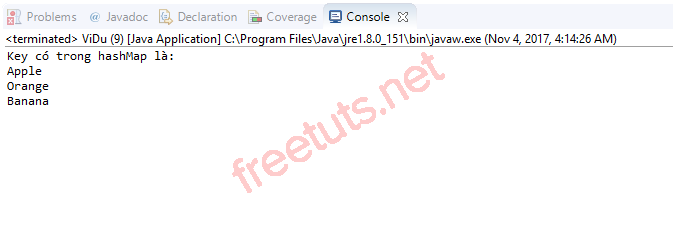 Problems @ Javadoc Declaration Coverage Console
<terminated> ViDu (9) [Java Application] C:\Program Files\Java\jre1.8.0_151\bin\javaw.exe (Nov 4, 2017, 4:14:26 AM)
Key có trong hashMap là:
Apple
Orange
Banana
freetuts.net